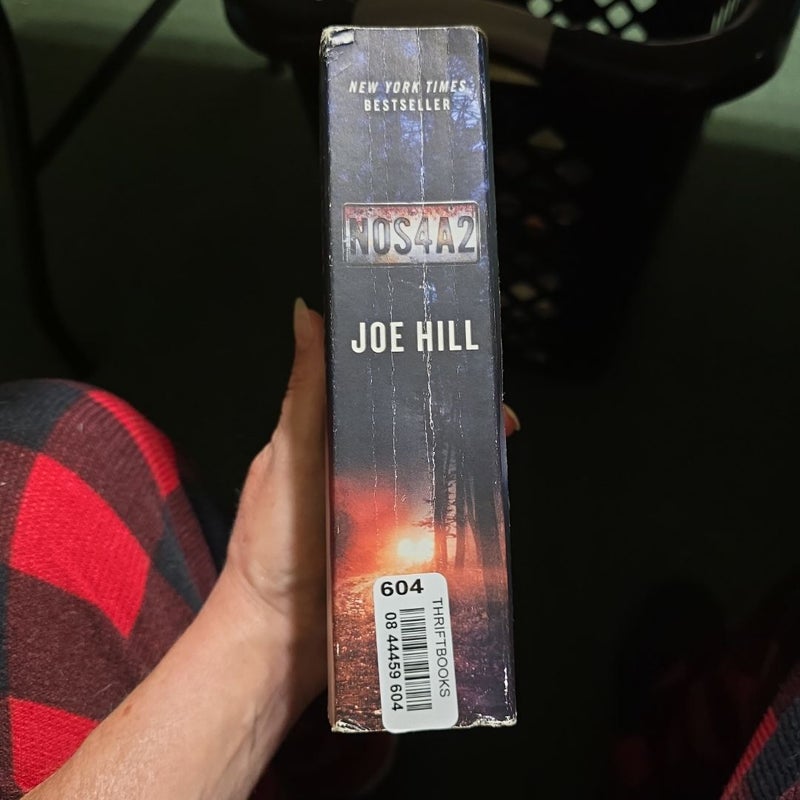 NEW YORK TIMES
BESTSELLER
NOS4A2
JOE HILL
604
THRIFTBOOKS
08 44459 604